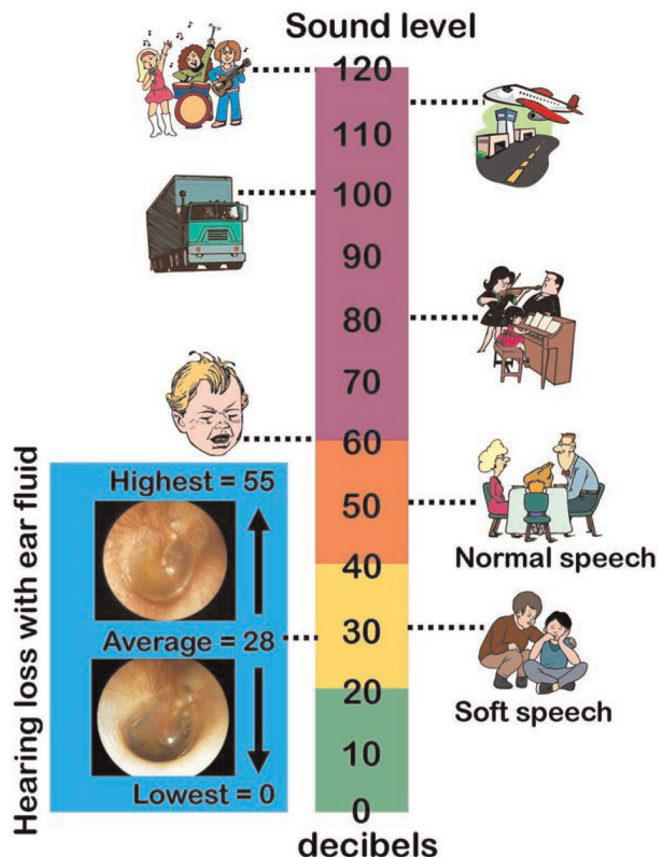 Sound level
120
110
100
90
80
70
60
50
40
30
20
10
0
decibels
Normal speech
Soft speech
Hearing loss with ear fluid
Highest = 55
Average = 28
Lowest = 0